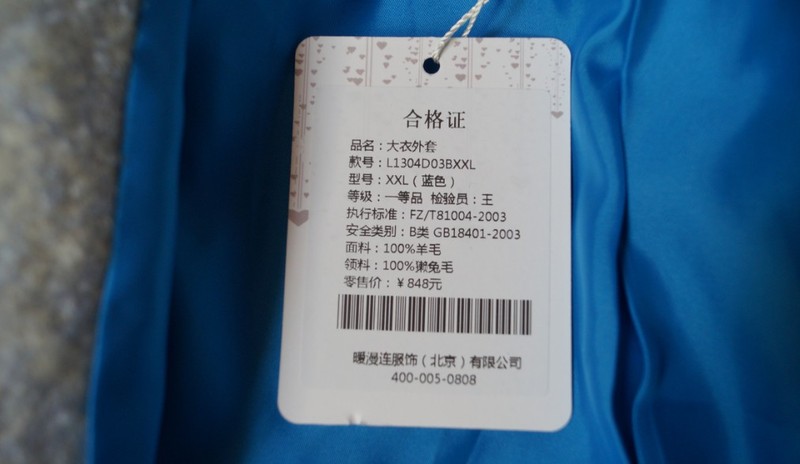 合格证
品名：大衣外套
款号：L1304D03BXXL
型号：XXL（蓝色）
等级：一等品 检验员：王
执行标准：FZ/T81004-2003
安全类别：B类 GB18401-2003
面料：100%羊毛
领料：100%獭兔毛
零售价：￥848元
暖漫连服饰（北京）有限公司
400-005-0808